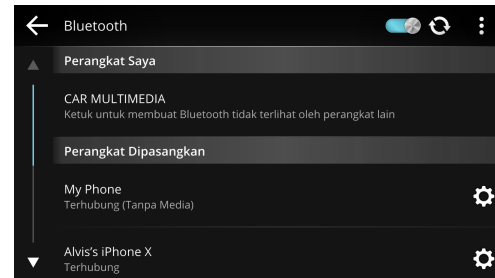 Bluetooth
Perangkat Saya
CAR MULTIMEDIA
Ketuk untuk membuat Bluetooth tidak terlihat oleh perangkat lain
Perangkat Dipasangkan
My Phone
Terhubung (Tanpa Media)
Alvis's iPhone X
Terhubung